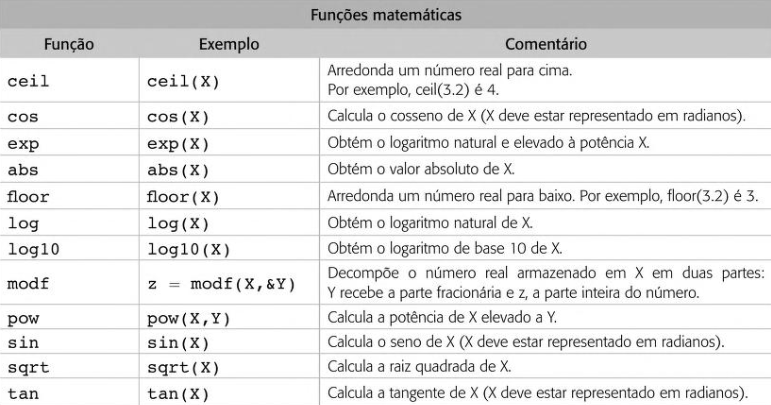 Funções matemáticas
Função Exemplo Comentário
ceil ceil(X) Arredonda um número real para cima.
Por exemplo, ceil(3.2) é 4.
cos cos(X) Calcula o cosseno de X (X deve estar representado em radianos).
exp exp(X) Obtém o logaritmo natural e elevado à potência X.
abs abs(X) Obtém o valor absoluto de X.
floor floor(X) Arredonda um número real para baixo. Por exemplo, floor(3.2) é 3.
log log(X) Obtém o logaritmo natural de X.
log10 log10(X) Obtém o logaritmo de base 10 de X.
modf z = modf(X,&Y) Decompõe o número real armazenado em X em duas partes:
Y recebe a parte fracionária e z, a parte inteira do número.
pow pow(X,Y) Calcula a potência de X elevado a Y.
sin sin(X) Calcula o seno de X (X deve estar representado em radianos).
sqrt sqrt(X) Calcula a raiz quadrada de X.
tan tan(X) Calcula a tangente de X (X deve estar representado em radianos).